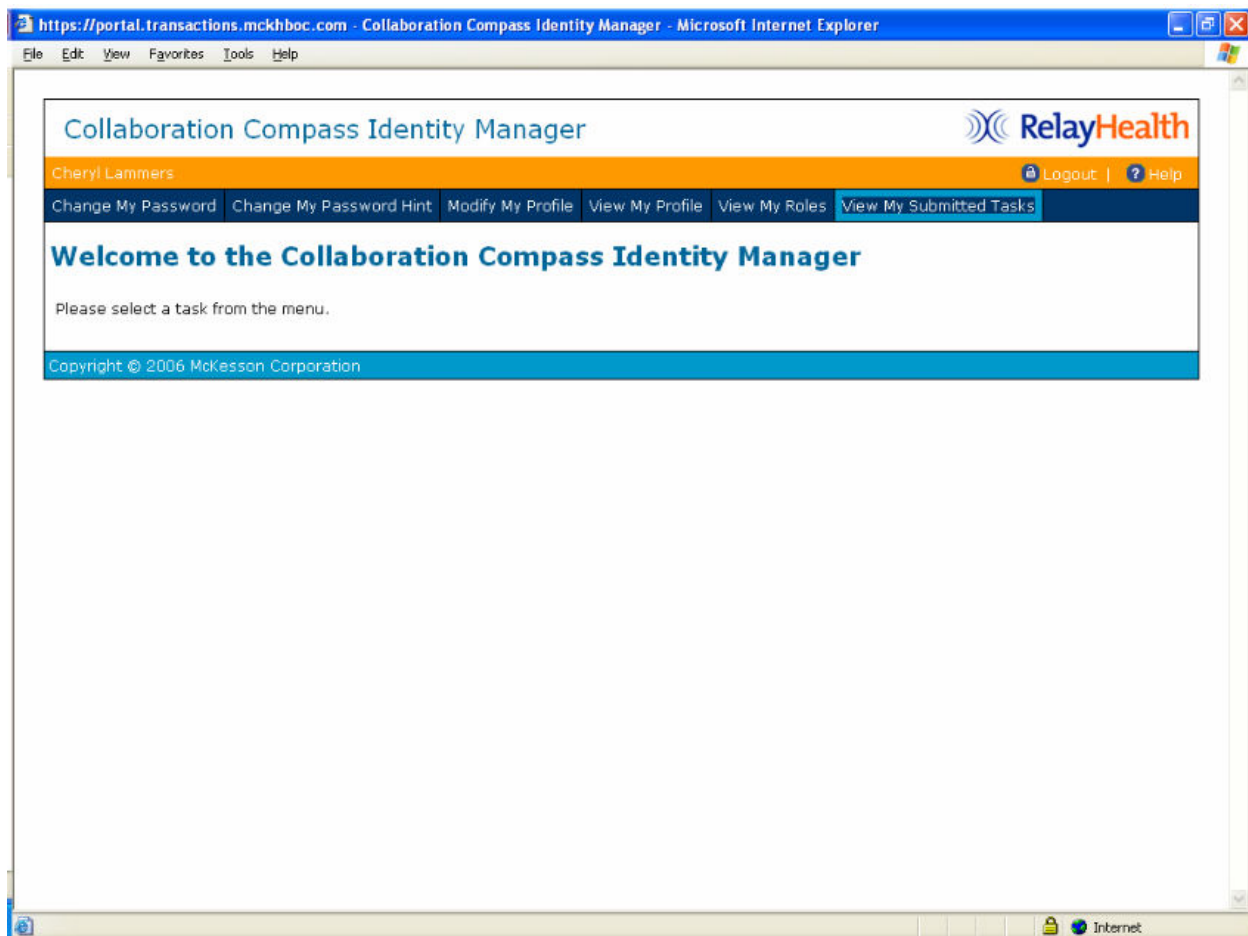 https://portal.transactions.mckhboc.com - Collaboration Compass Identity Manager - Microsoft Internet Explorer
File Edit View Favorites Tools Help
Collaboration Compass Identity Manager RelayHealth
Cheryl Lammers Logout | ? Help
Change My Password Change My Password Hint Modify My Profile View My Profile View My Roles View My Submitted Tasks
Welcome to the Collaboration Compass Identity Manager
Please select a task from the menu.
Copyright © 2006 McKesson Corporation
Internet